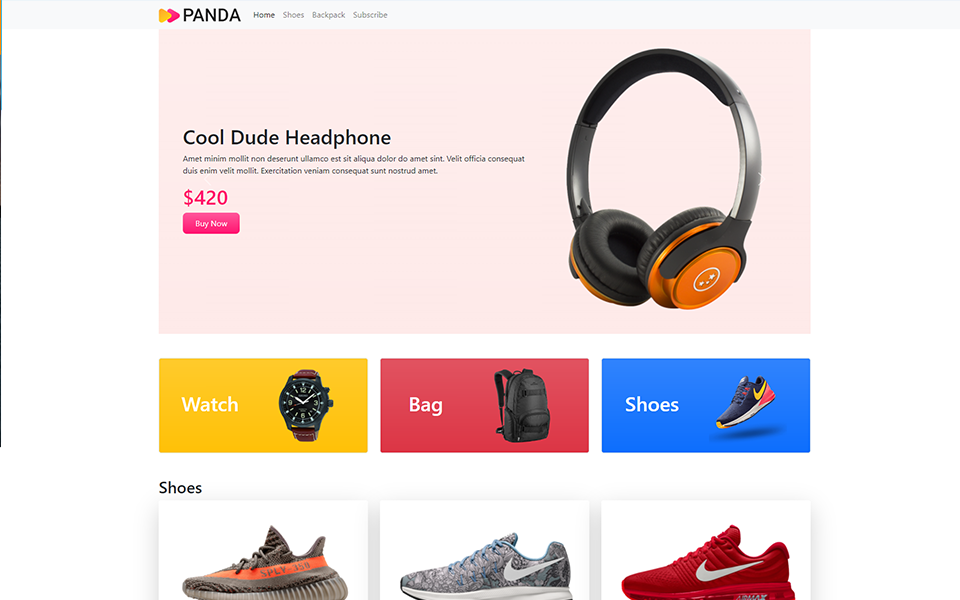 PANDA Home Shoes Backpack Subscribe
Cool Dude Headphone
Amet minim mollit non deserunt ullamco est sit aliqua dolor do amet sint. Velit officia consequat
duis enim velit mollit. Exercitation veniam consequat sunt nostrud amet.
$420
Buy Now
Watch
Bag
Shoes
Shoes
SPLY-350